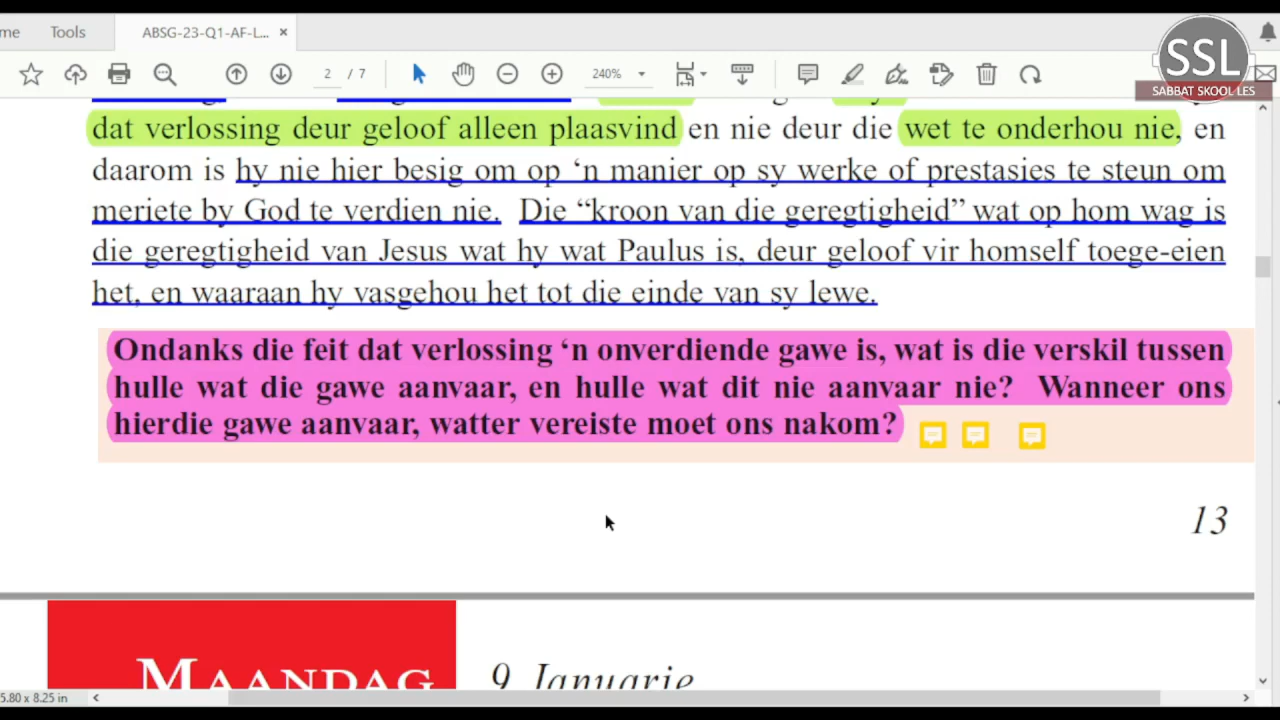 me Tools ABSG-23-Q1-AF-L... ×
2 / 7 240%
SSL
SABBAT SKOOL LES
dat verlossing deur geloof alleen plaasvind en nie deur die wet te onderhou nie, en
daarom is hy nie hier besig om op ‘n manier op sy werke of prestasies te steun om
meriete by God te verdien nie. Die “kroon van die geregtigheid” wat op hom wag is
die geregtigheid van Jesus wat hy wat Paulus is, deur geloof vir homself toege-eien
het, en waaraan hy vasgehou het tot die einde van sy lewe.
Ondanks die feit dat verlossing ‘n onverdiende gawe is, wat is die verskil tussen
hulle wat die gawe aanvaar, en hulle wat dit nie aanvaar nie? Wanneer ons
hierdie gawe aanvaar, watter vereiste moet ons nakom?
13
MAANDAG 9 Januarie
5.80 x 8.25 in